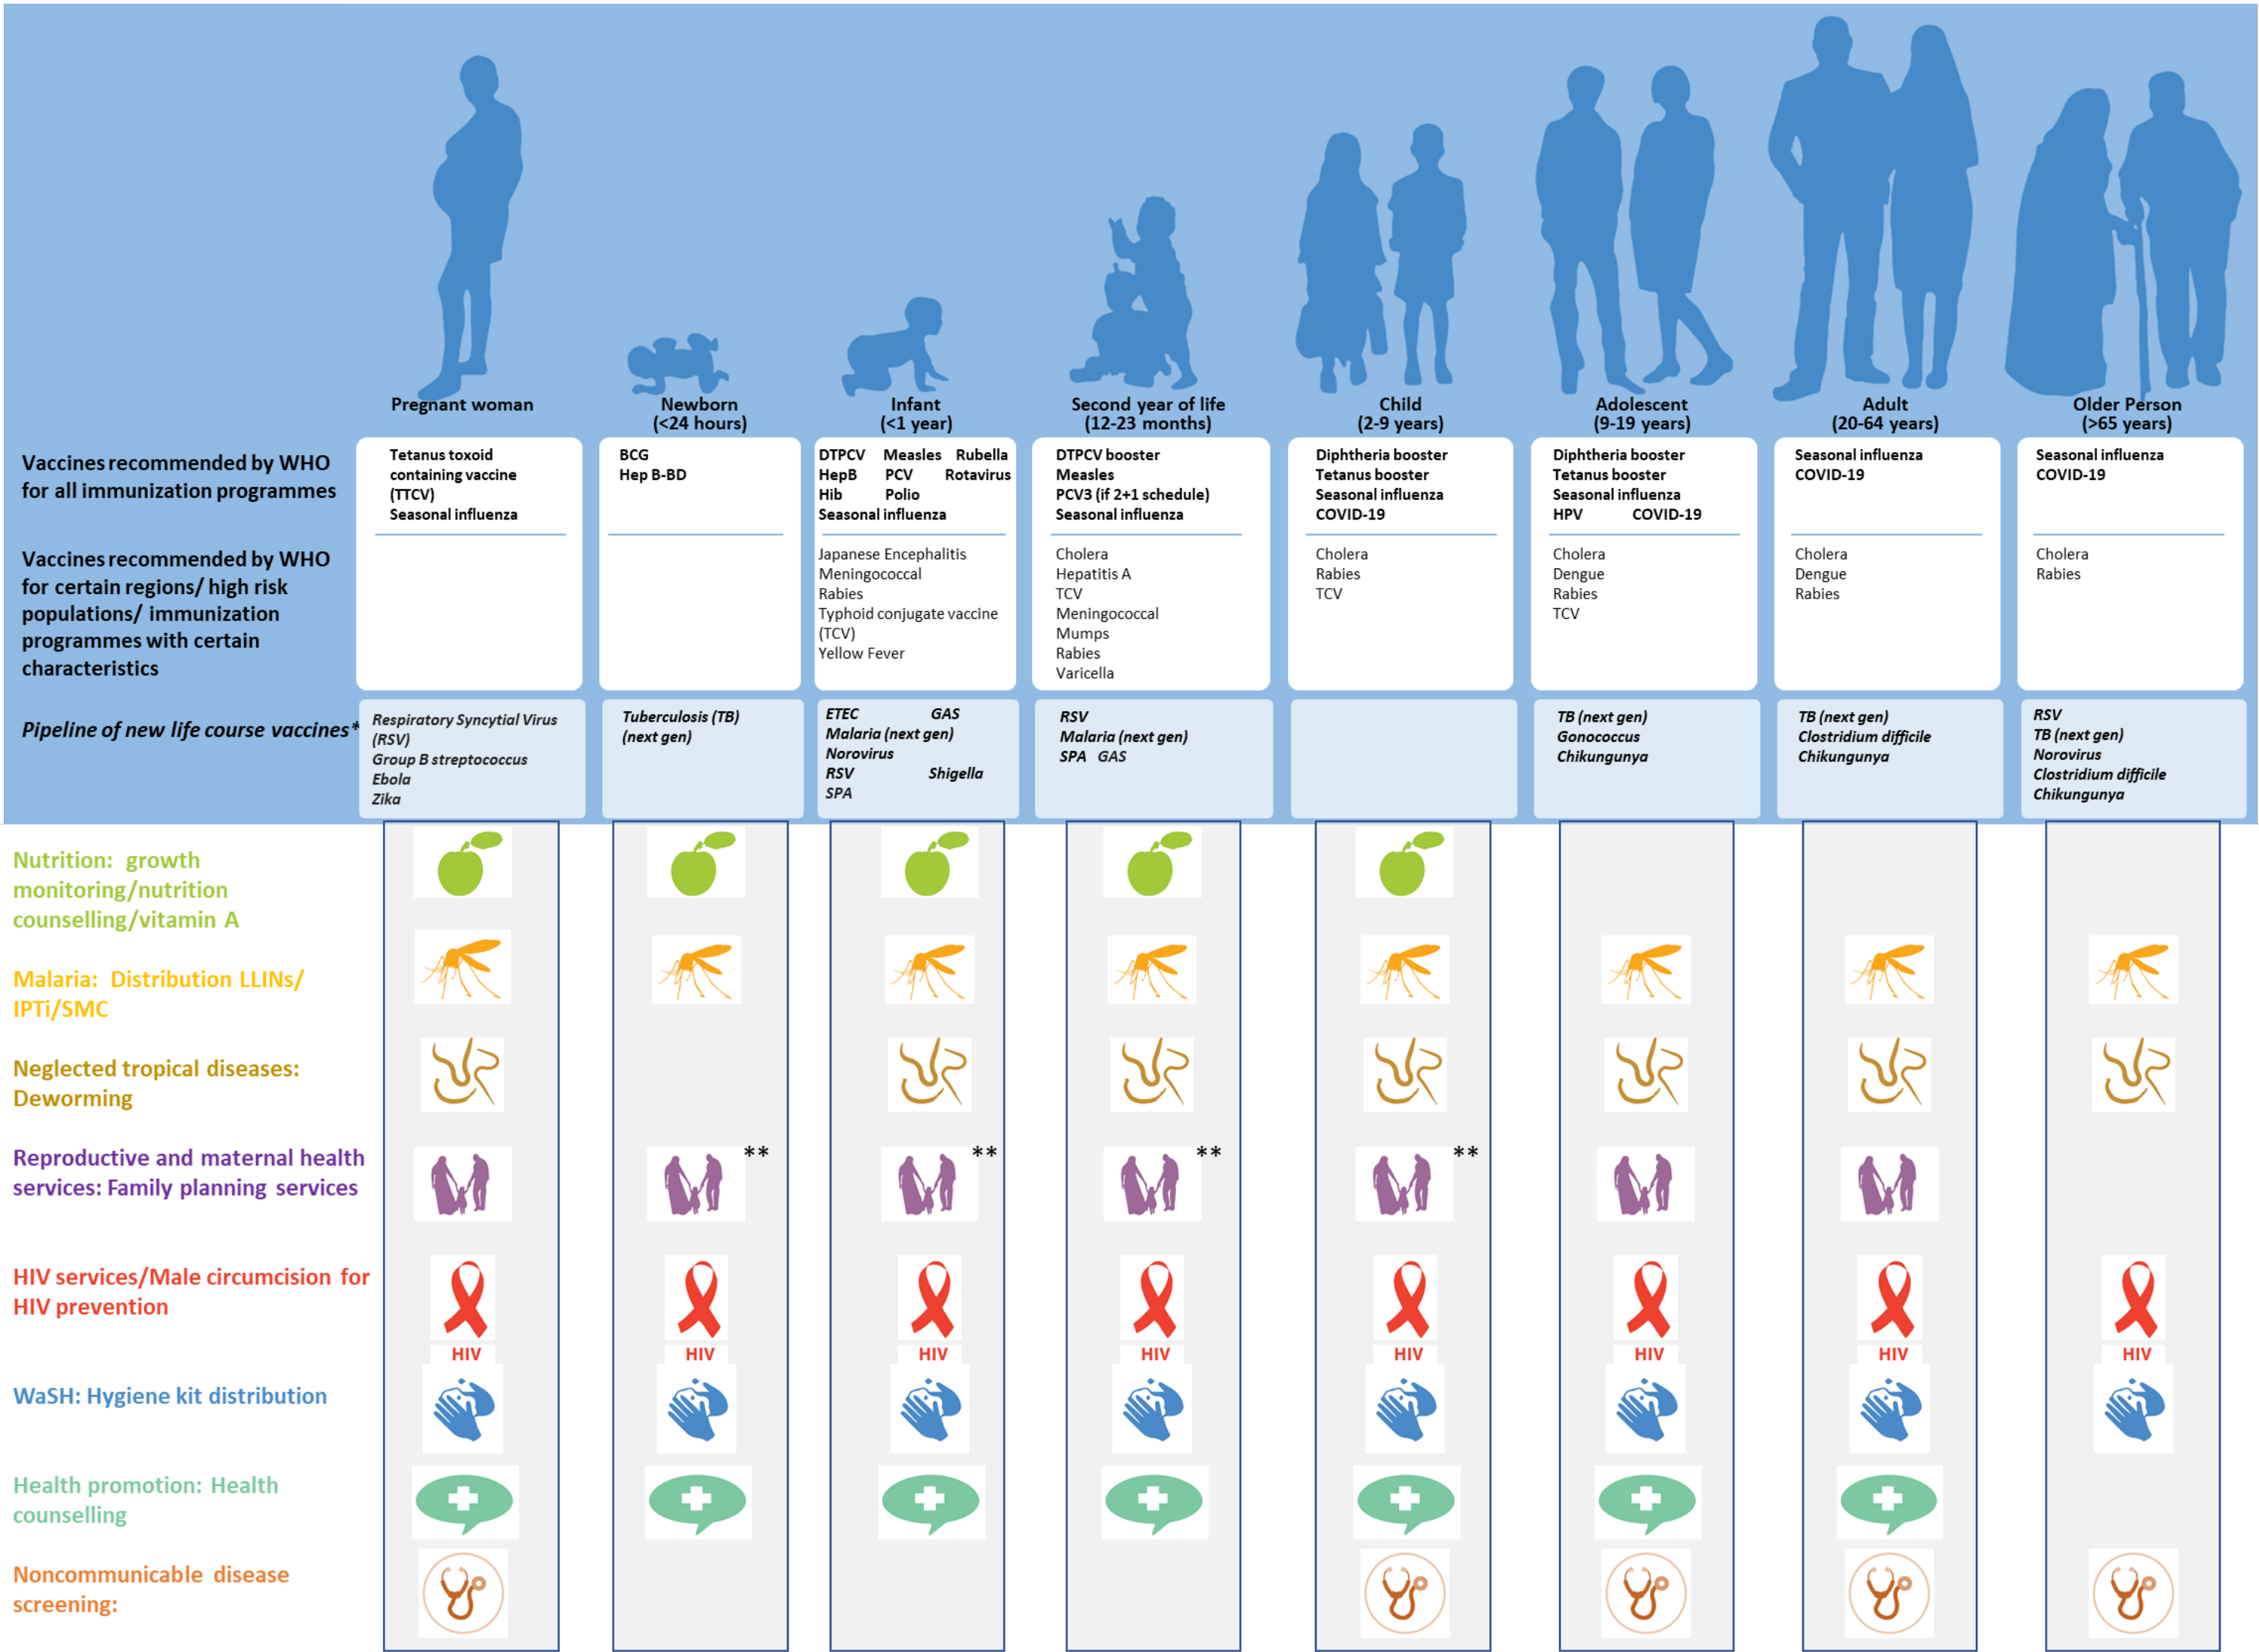 Pregnant woman
Newborn
(<24 hours)
Infant
(<1 year)
Second year of life
(12-23 months)
Child
(2-9 years)
Adolescent
(9-19 years)
Adult
(20-64 years)
Older Person
(>65 years)
Vaccines recommended by WHO
for all immunization programmes
Tetanus toxoid
containing vaccine
(TTCV)
Seasonal influenza
BCG
Hep B-BD
DTPCV Measles Rubella
HepB PCV Rotavirus
Hib Polio
Seasonal influenza
DTPCV booster
Measles
PCV3 (if 2+1 schedule)
Seasonal influenza
Diphtheria booster
Tetanus booster
Seasonal influenza
COVID-19
Diphtheria booster
Tetanus booster
Seasonal influenza
HPV COVID-19
Seasonal influenza
COVID-19
Seasonal influenza
COVID-19
Vaccines recommended by WHO
for certain regions/ high risk
populations/ immunization
programmes with certain
characteristics
Japanese Encephalitis
Meningococcal
Rabies
Typhoid conjugate vaccine
(TCV)
Yellow Fever
Cholera
Hepatitis A
TCV
Meningococcal
Mumps
Rabies
Varicella
Cholera
Rabies
TCV
Cholera
Dengue
Rabies
TCV
Cholera
Dengue
Rabies
Cholera
Rabies
Pipeline of new life course vaccines*
Respiratory Syncytial Virus
(RSV)
Group B streptococcus
Ebola
Zika
Tuberculosis (TB)
(next gen)
ETEC GAS
Malaria (next gen)
Norovirus
RSV Shigella
SPA
RSV
Malaria (next gen)
SPA GAS
TB (next gen)
Gonococcus
Chikungunya
TB (next gen)
Clostridium difficile
Chikungunya
RSV
TB (next gen)
Norovirus
Clostridium difficile
Chikungunya
Nutrition: growth
monitoring/nutrition
counselling/vitamin A
Malaria: Distribution LLINs/
IPTi/SMC
Neglected tropical diseases:
Deworming
Reproductive and maternal health
services: Family planning services
**
**
**
**
HIV services/Male circumcision for
HIV prevention
HIV
HIV
HIV
HIV
HIV
HIV
HIV
HIV
WaSH: Hygiene kit distribution
Health promotion: Health
counselling
Noncommunicable disease
screening: